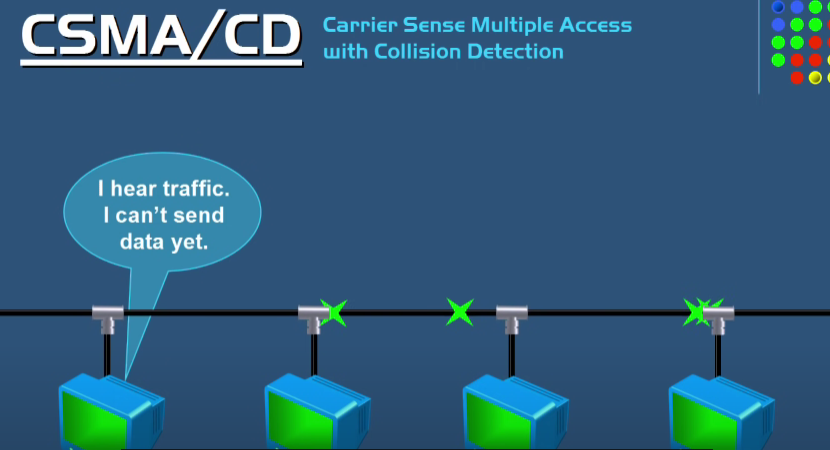 CSMA/CD
Carrier Sense Multiple Access
with Collision Detection
I hear traffic.
I can't send
data yet.